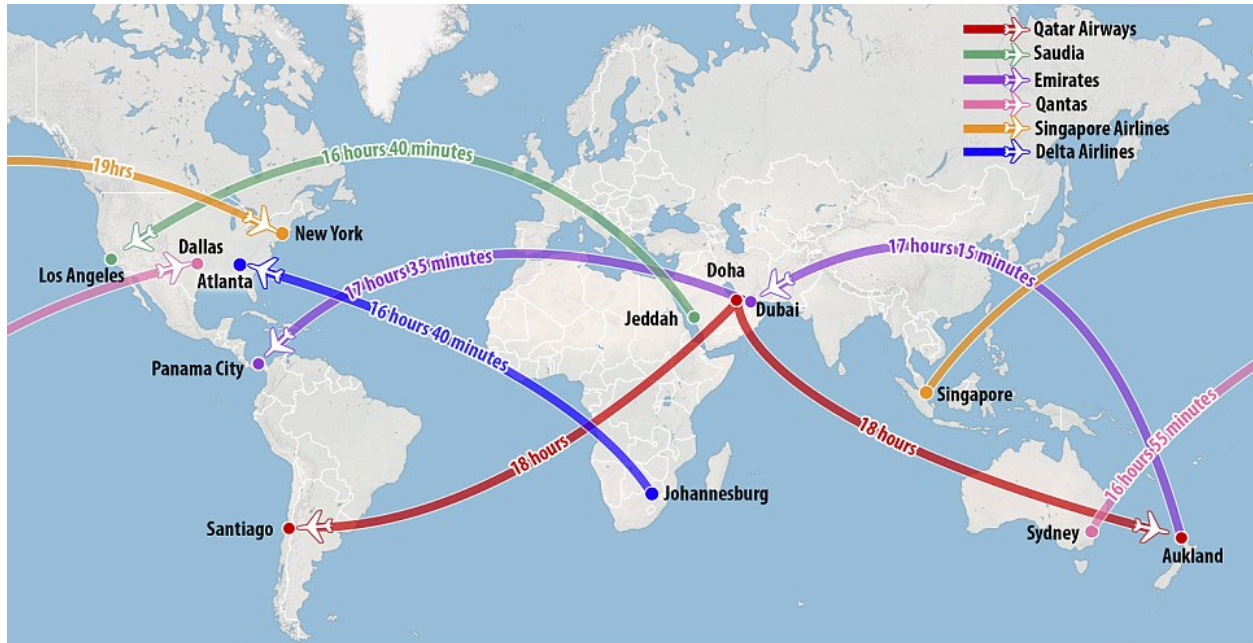 Qatar Airways
Saudia
Emirates
Qantas
Singapore Airlines
Delta Airlines
19hrs
16 hours 40 minutes
New York
Dallas
Los Angeles
Atlanta
17 hours 35 minutes
Doha
17 hours 15 minutes
Dubai
Jeddah
16 hours 40 minutes
Panama City
Singapore
18 hours
18 hours
16 hours 55 minutes
Johannesburg
Santiago
Sydney
Aukland